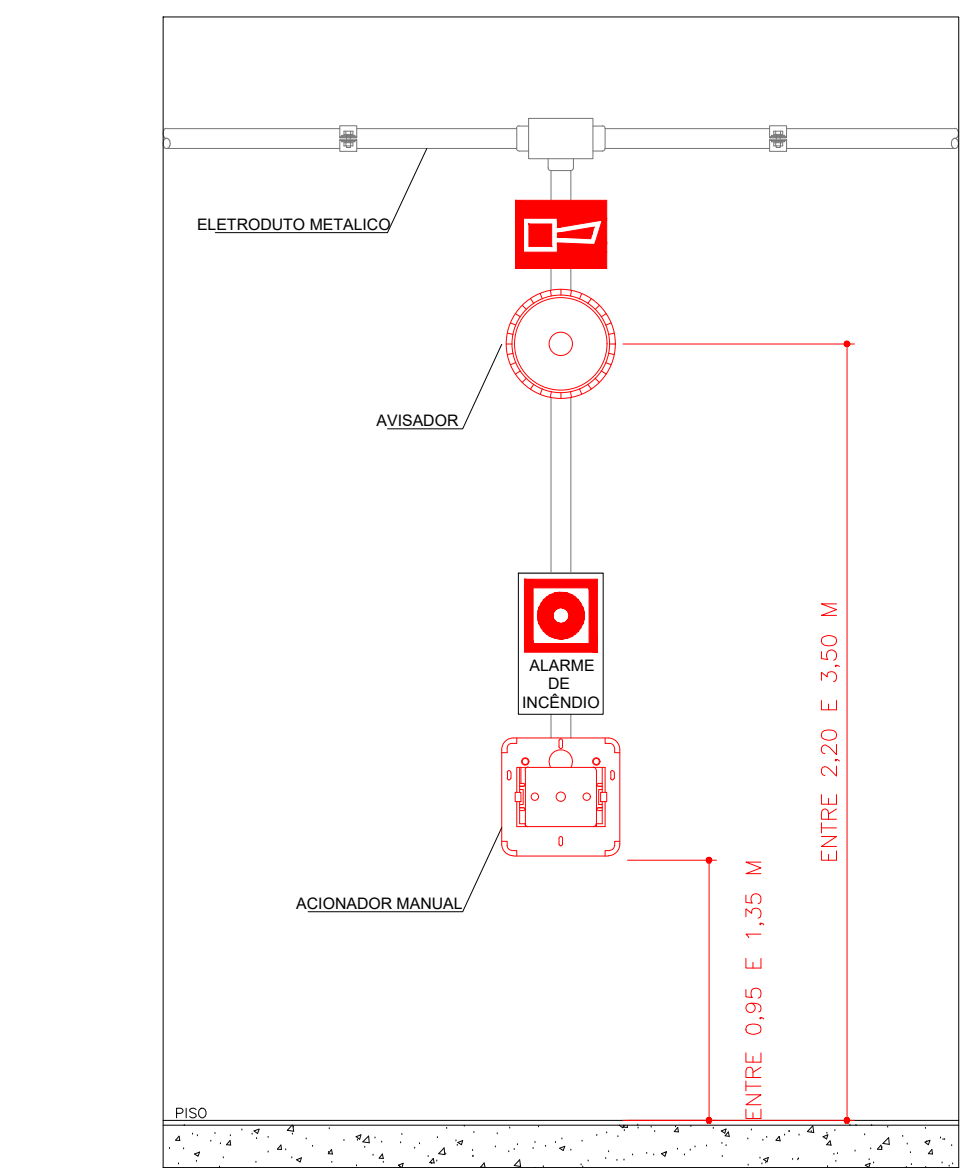 ELETRODUTO METALICO
AVISADOR
ALARME
DE
INCÊNDIO
ENTRE 2,20 E 3,50 M
ACIONADOR MANUAL
ENTRE 0,95 E 1,35 M
PISO